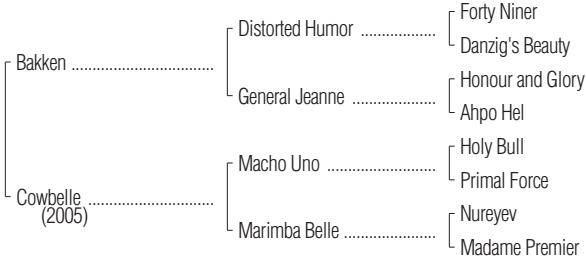 Forty Niner
Distorted Humor ..................
Danzig's Beauty
Bakken ..................................
Honour and Glory
General Jeanne ....................
Ahpo Hel
Holy Bull
Macho Uno ..........................
Primal Force
Cowbelle ..............................
(2005)
Nureyev
Marimba Belle ......................
Madame Premier